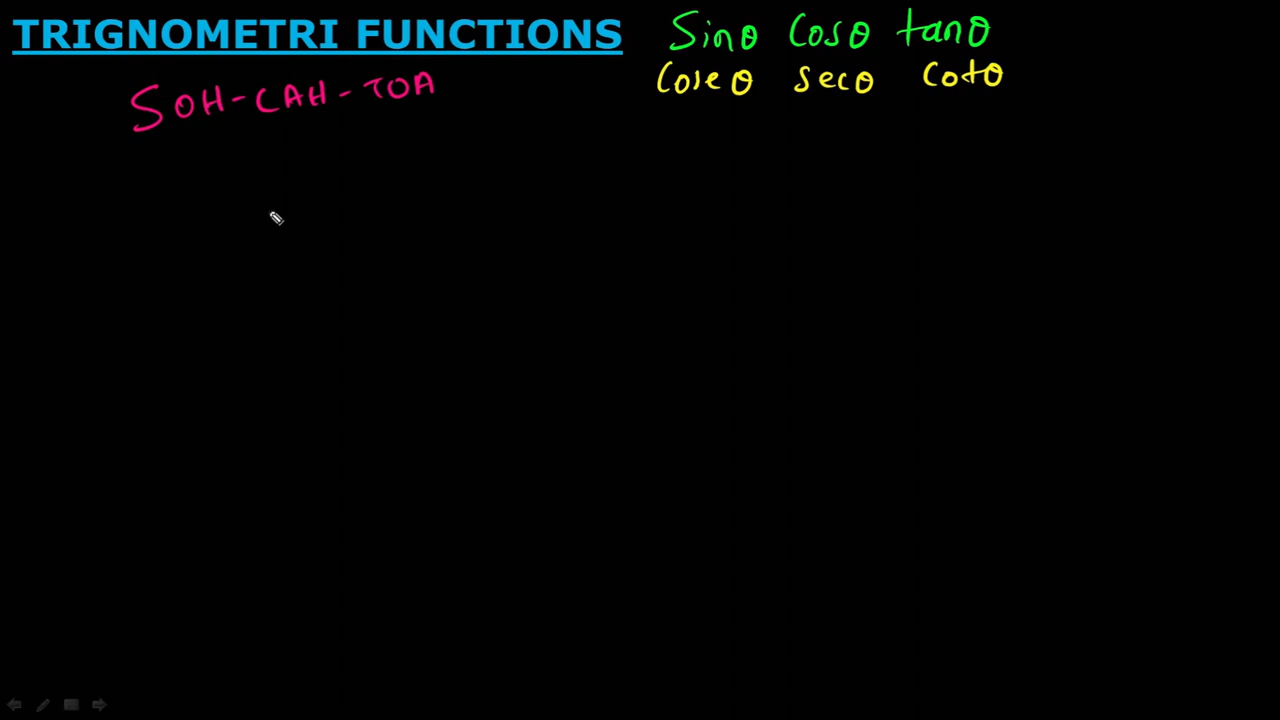 TRIGNOMETRI FUNCTIONS
Sinθ Cosθ tanθ
Coseθ secθ Cotθ
SOH-CAH-TOA